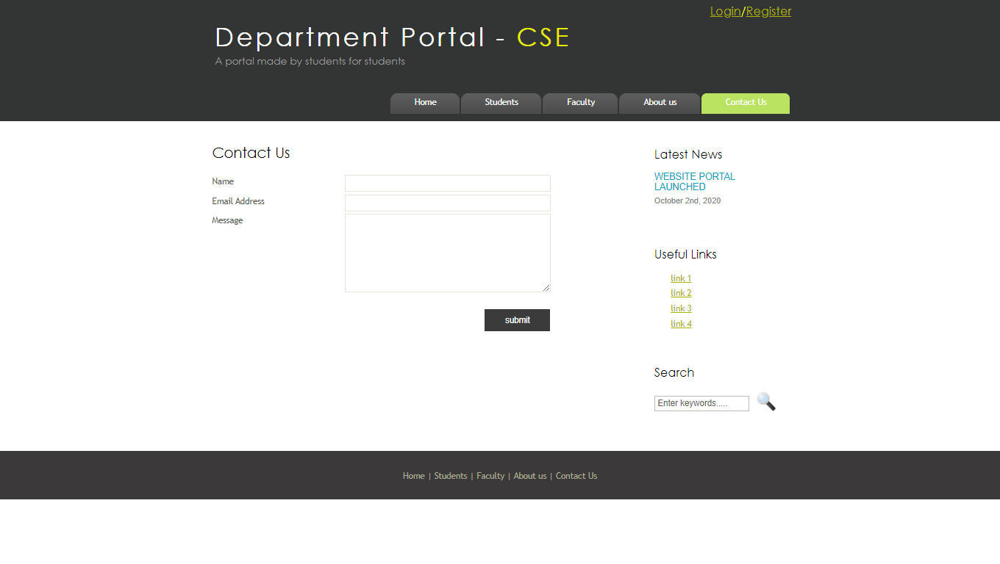 Login/Register
Department Portal - CSE
A portal made by students for students
Home
Students
Faculty
About us
Contact Us
Contact Us
Name
Email Address
Message
submit
Latest News
WEBSITE PORTAL
LAUNCHED
October 2nd, 2020
Useful Links
link 1
link 2
link 3
link 4
Search
Enter keywords.....
Home | Students | Faculty | About us | Contact Us